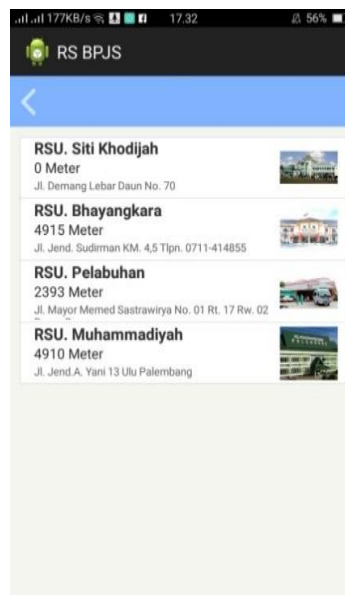 177KB/s 17.32 56%
RS BPJS
RSU. Siti Khodijah
0 Meter
Jl. Demang Lebar Daun No. 70
RSU. Bhayangkara
4915 Meter
Jl. Jend. Sudirman KM. 4,5 Tlpn. 0711-414855
RSU. Pelabuhan
2393 Meter
Jl. Mayor Memed Sastrawirya No. 01 Rt. 17 Rw. 02
RSU. Muhammadiyah
4910 Meter
Jl. Jend.A. Yani 13 Ulu Palembang